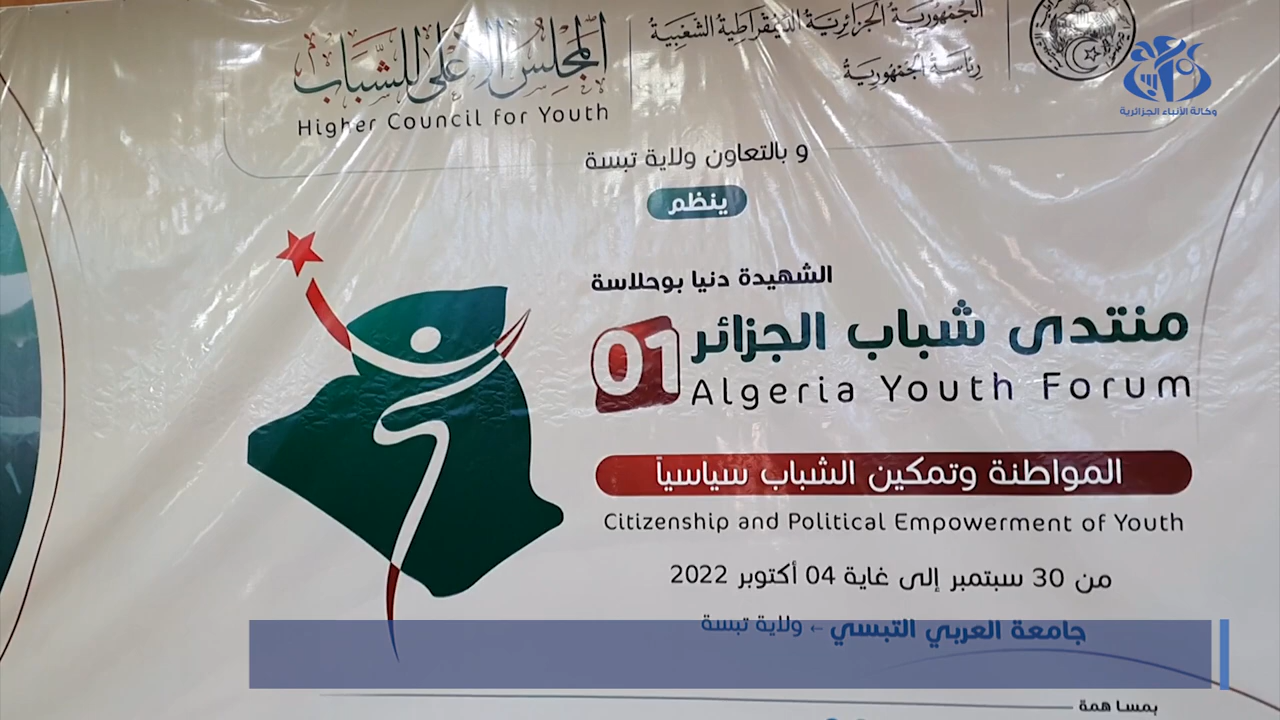 الجمهورية الجزائرية الديمقراطية الشعبية
رئاسة الجمهورية
المجلس الأعلى للشباب
Higher Council for Youth
وكالة الأنباء الجزائرية
و بالتعاون ولاية تبسة
ينظم
الشهيدة دنيا بوحلاسة
منتدى شباب الجزائر 01
Algeria Youth Forum
المواطنة وتمكين الشباب سياسياً
Citizenship and Political Empowerment of Youth
من 30 سبتمبر إلى غاية 04 أكتوبر 2022
جامعة العربي التبسي - ولاية تبسة
بمساهمة